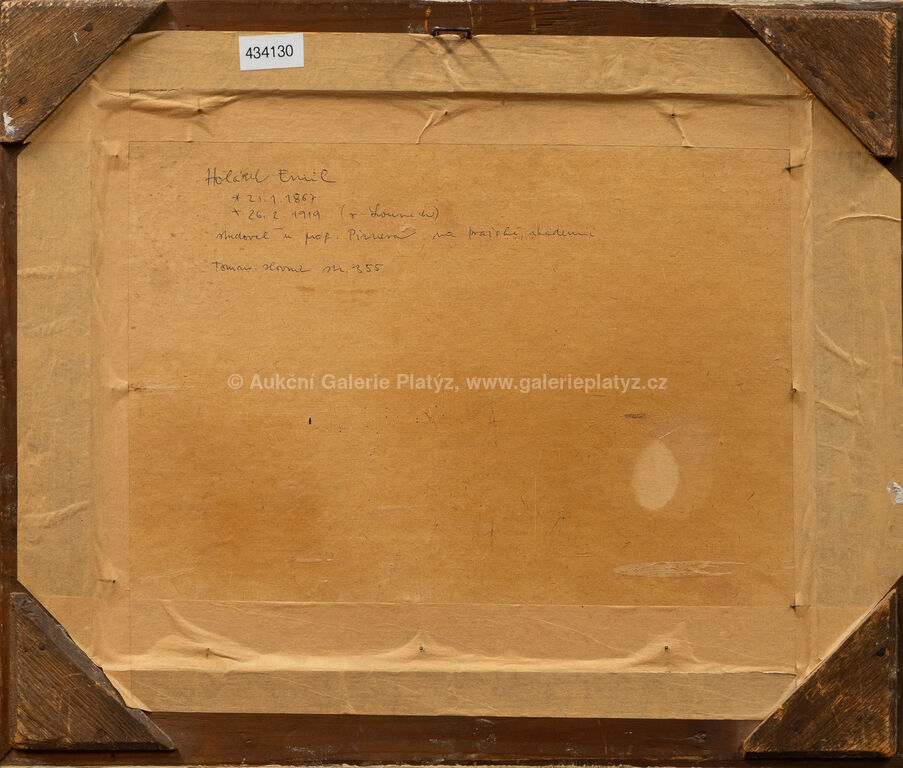 434130
Holárek Emil
* 21.1.1867
+ 26.2.1919 (v Lounech)
studoval u prof. Pirnera na pražské akademii
Toman. slovník str. 355
© Aukční Galerie Platýz, www.galerieplatyz.cz